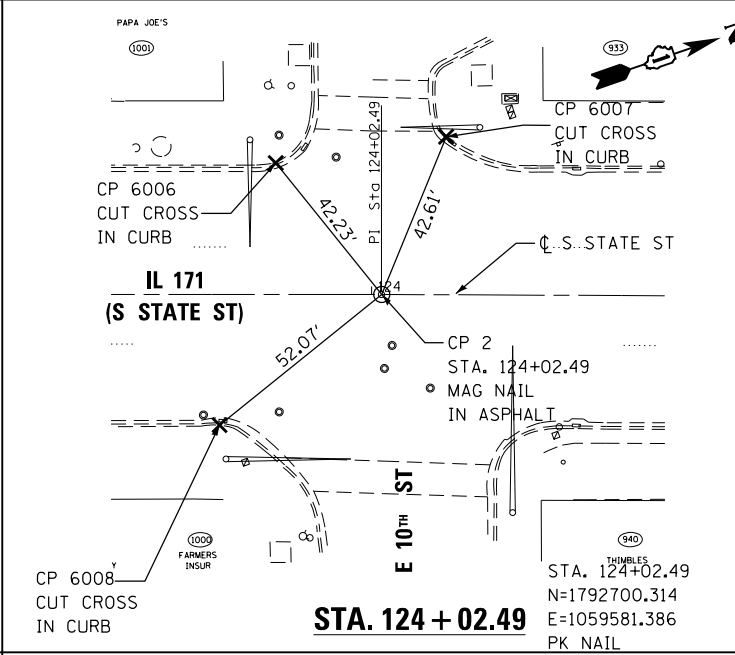 PAPA JOE'S
1001
933
CP 6007
CUT CROSS
IN CURB
PI Sta 124+02.49
42.61'
42.23'
CP 6006
CUT CROSS
IN CURB
℄ S. STATE ST
IL 171
(S STATE ST)
124
CP 2
STA. 124+02.49
MAG NAIL
IN ASPHALT
52.07'
E 10TH ST
1000
FARMERS
INSUR
940
THIMBLES
CP 6008
CUT CROSS
IN CURB
STA. 124+02.49
N=1792700.314
E=1059581.386
PK NAIL
STA. 124+02.49